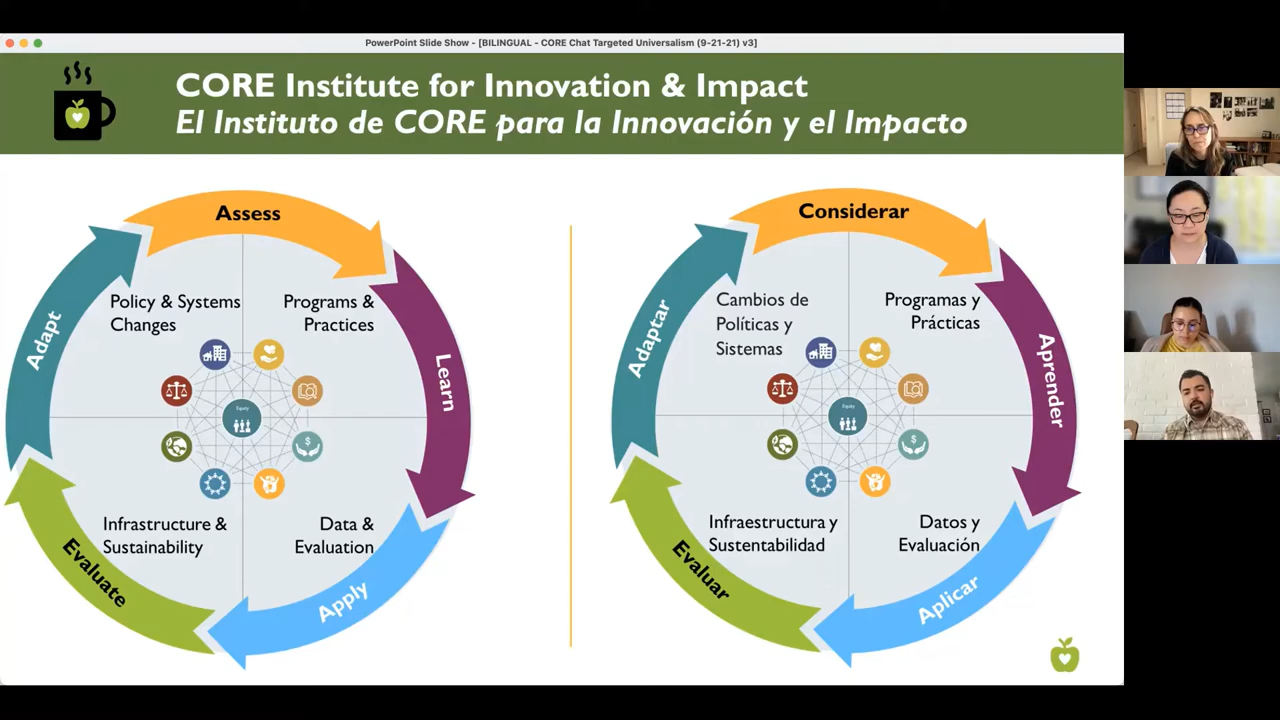 PowerPoint Slide Show - [BILINGUAL - CORE Chat Targeted Universalism (9-21-21) v3]
CORE Institute for Innovation & Impact
El Instituto de CORE para la Innovación y el Impacto
Assess
Learn
Apply
Evaluate
Adapt
Policy & Systems
Changes
Programs &
Practices
Equity
$
Infrastructure &
Sustainability
Data &
Evaluation
Considerar
Aprender
Aplicar
Evaluar
Adaptar
Cambios de
Políticas y
Sistemas
Programas y
Prácticas
Equity
$
Infraestructura y
Sustentabilidad
Datos y
Evaluación